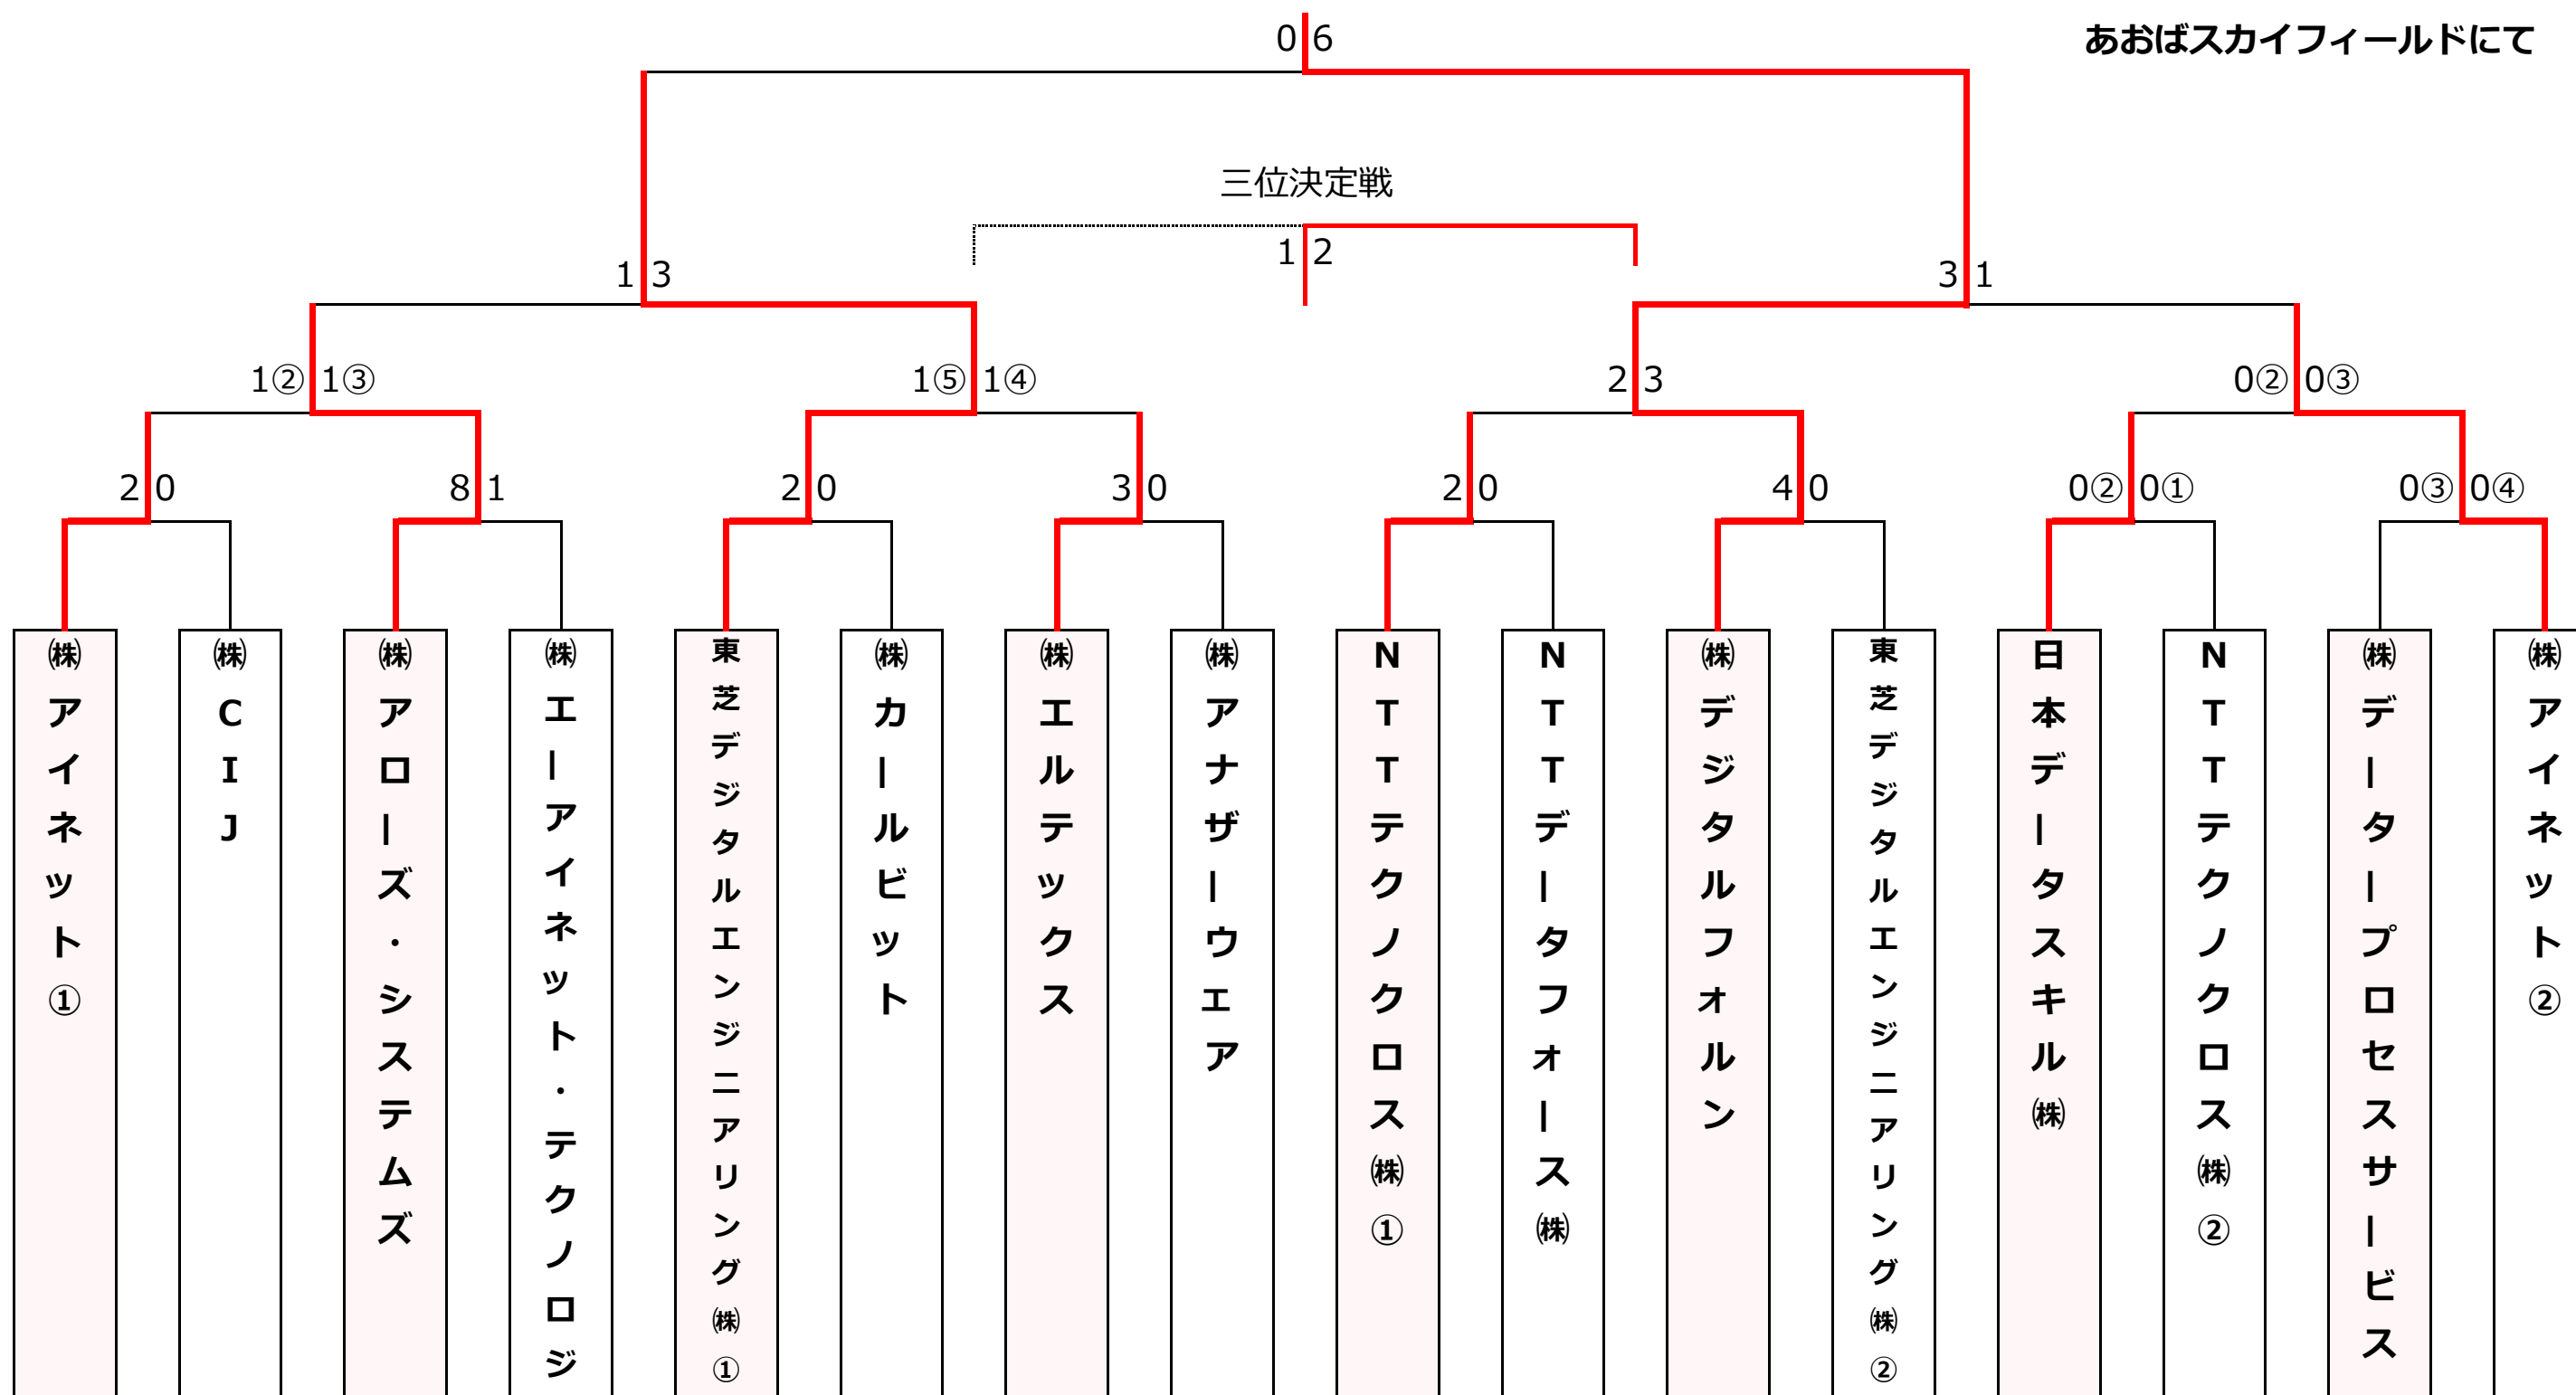 あおばスカイフィールドにて
0 6
三位決定戦
1 2
1 3
3 1
1② 1③
1⑤ 1④
2 3
0② 0③
2 0
8 1
2 0
3 0
2 0
4 0
0② 0①
0③ 0④
㈱アイネット①
㈱CIJ
㈱アローズ・システムズ
㈱エーアイネット・テクノロジ
東芝デジタルエンジニアリング㈱①
㈱カールビット
㈱エルテックス
㈱アナザーウェア
NTTテクノクロス㈱①
NTTデータフォース㈱
㈱デジタルフォルン
東芝デジタルエンジニアリング㈱②
日本データスキル㈱
NTTテクノクロス㈱②
㈱データープロセスサービス
㈱アイネット②